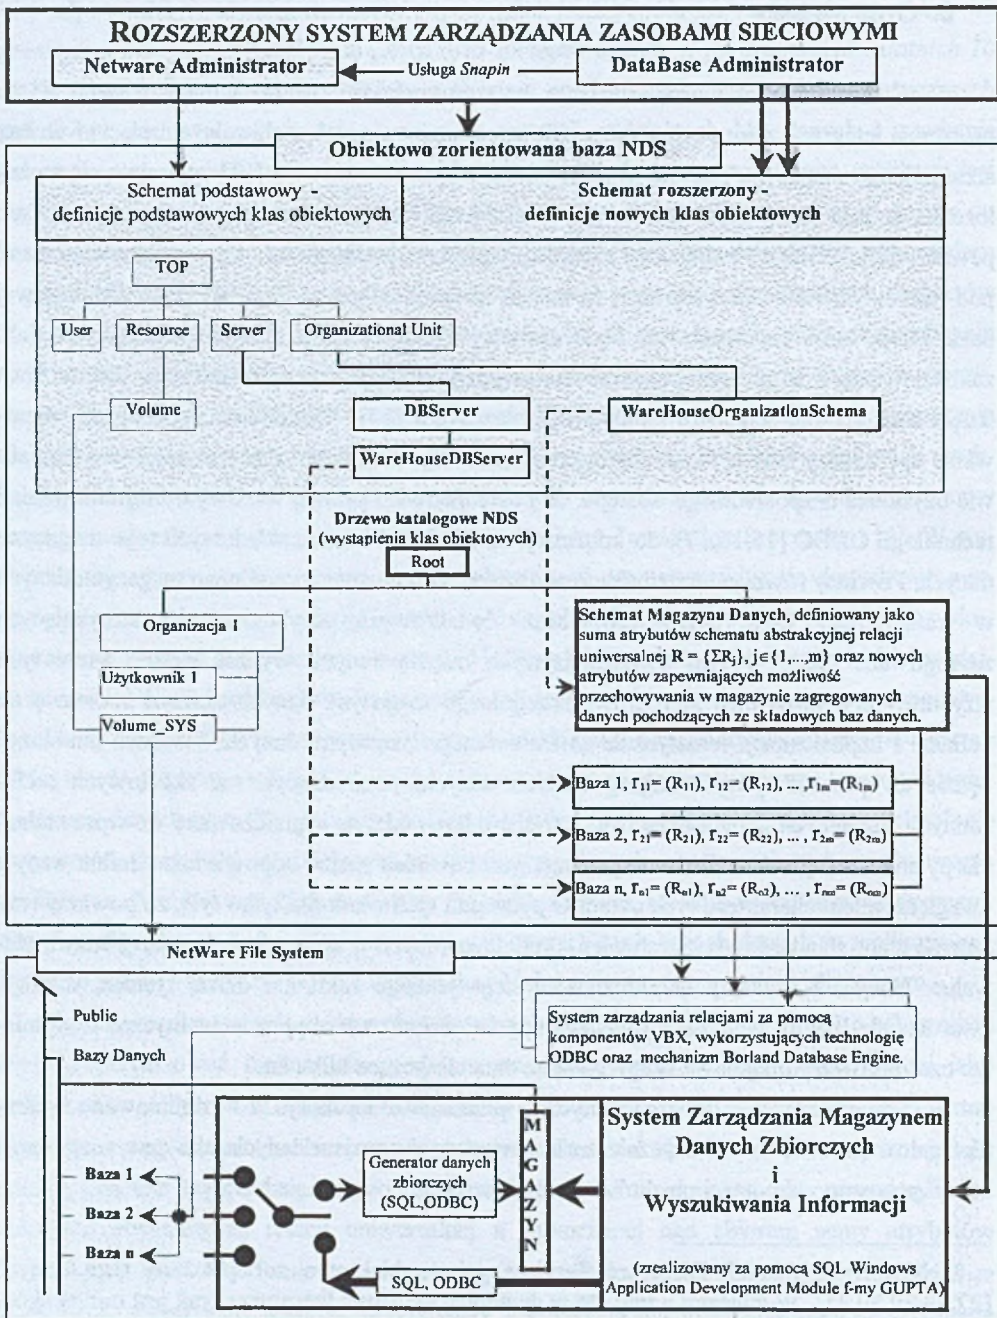 ROZSZERZONY SYSTEM ZARZĄDZANIA ZASOBAMI SIECIOWYMI
Netware Administrator
Usługa Snapin
DataBase Administrator
Obiektowo zorientowana baza NDS
Schemat podstawowy -
definicje podstawowych klas obiektowych
Schemat rozszerzony -
definicje nowych klas obiektowych
TOP
User
Resource
Server
Organizational Unit
Volume
DBServer
WareHouseOrganizationSchema
WareHouseDBServer
Drzewo katalogowe NDS
(wystąpienia klas obiektowych)
Root
Organizacja 1
Użytkownik 1
Volume_SYS
Schemat Magazynu Danych, definiowany jako
suma atrybutów schematu abstrakcyjnej relacji
uniwersalnej R = {ΣRⱼ}, j∈{1,..,n} oraz nowych
atrybutów zapewniających możliwość
przechowywania w magazynie zagregowanych
danych pochodzących ze składowych baz danych.
Baza 1, r₁₁= (R₁₁), r₁₂= (R₁₂), ... ,r₁ₘ= (R₁ₘ)
Baza 2, r₂₁= (R₂₁), r₂₂= (R₂₂), ... , r₂ₘ= (R₂ₘ)
Baza n, rₙ₁= (Rₙ₁), rₙ₂= (Rₙ₂), ... , rₙₘ= (Rₙₘ)
NetWare File System
Public
Bazy Danych
System zarządzania relacjami za pomocą
komponentów VBX, wykorzystujących technologię
ODBC oraz mechanizm Borland Database Engine.
Baza 1
Baza 2
Baza n
Generator danych
zbiorczych
(SQL,ODBC)
MAGAZYN
SQL, ODBC
System Zarządzania Magazynem
Danych Zbiorczych
i
Wyszukiwania Informacji
(zrealizowany za pomocą SQL Windows
Application Development Module f-my GUPTA)